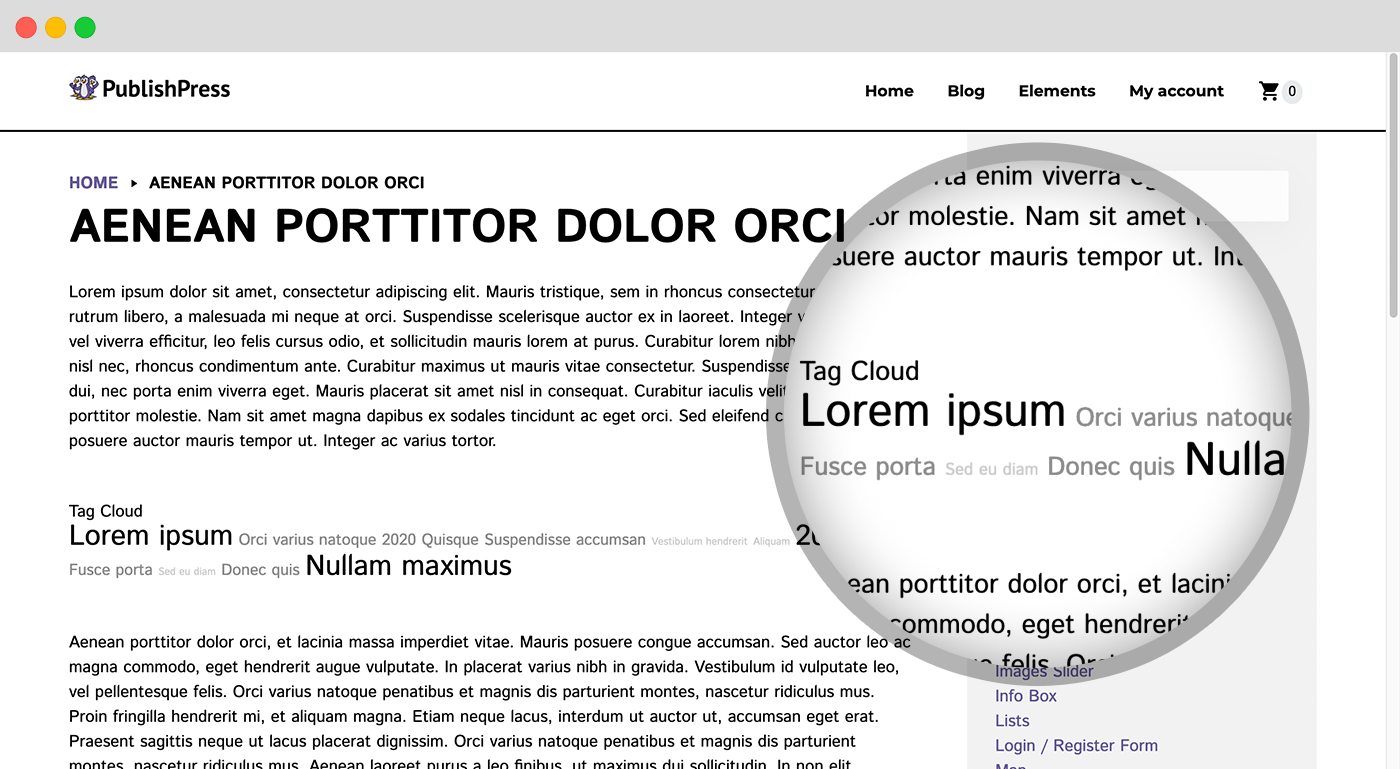 PublishPress
Home Blog Elements My account 0
HOME ▸ AENEAN PORTTITOR DOLOR ORCI
AENEAN PORTTITOR DOLOR ORCI
Lorem ipsum dolor sit amet, consectetur adipiscing elit. Mauris tristique, sem in rhoncus consectetur
rutrum libero, a malesuada mi neque at orci. Suspendisse scelerisque auctor ex in laoreet. Integer
vel viverra efficitur, leo felis cursus odio, et sollicitudin mauris lorem at purus. Curabitur lorem nibh
nisl nec, rhoncus condimentum ante. Curabitur maximus ut mauris vitae consectetur. Suspendisse
dui, nec porta enim viverra eget. Mauris placerat sit amet nisl in consequat. Curabitur iaculis velit
porttitor molestie. Nam sit amet magna dapibus ex sodales tincidunt ac eget orci. Sed eleifend
posuere auctor mauris tempor ut. Integer ac varius tortor.
Tag Cloud
Lorem ipsum Orci varius natoque 2020 Quisque Suspendisse accumsan Vestibulum hendrerit Aliquam
Fusce porta Sed eu diam Donec quis Nullam maximus
Aenean porttitor dolor orci, et lacinia massa imperdiet vitae. Mauris posuere congue accumsan. Sed auctor leo ac
magna commodo, eget hendrerit augue vulputate. In placerat varius nibh in gravida. Vestibulum id vulputate leo,
vel pellentesque felis. Orci varius natoque penatibus et magnis dis parturient montes, nascetur ridiculus mus.
Proin fringilla hendrerit mi, et aliquam magna. Etiam neque lacus, interdum ut auctor ut, accumsan eget erat.
Praesent sagittis neque ut lacus placerat dignissim. Orci varius natoque penatibus et magnis dis parturient
montes, nascetur ridiculus mus. Aenean laoreet purus a leo finibus, ut maximus dui sollicitudin. In non elit
enim viverra
molestie. Nam sit amet
suere auctor mauris tempor ut. Int
Tag Cloud
Lorem ipsum Orci varius natoque
Fusce porta Sed eu diam Donec quis Nulla
ean porttitor dolor orci, et lacini
commodo, eget hendrerit
felis.
Images Slider
Info Box
Lists
Login / Register Form
Map